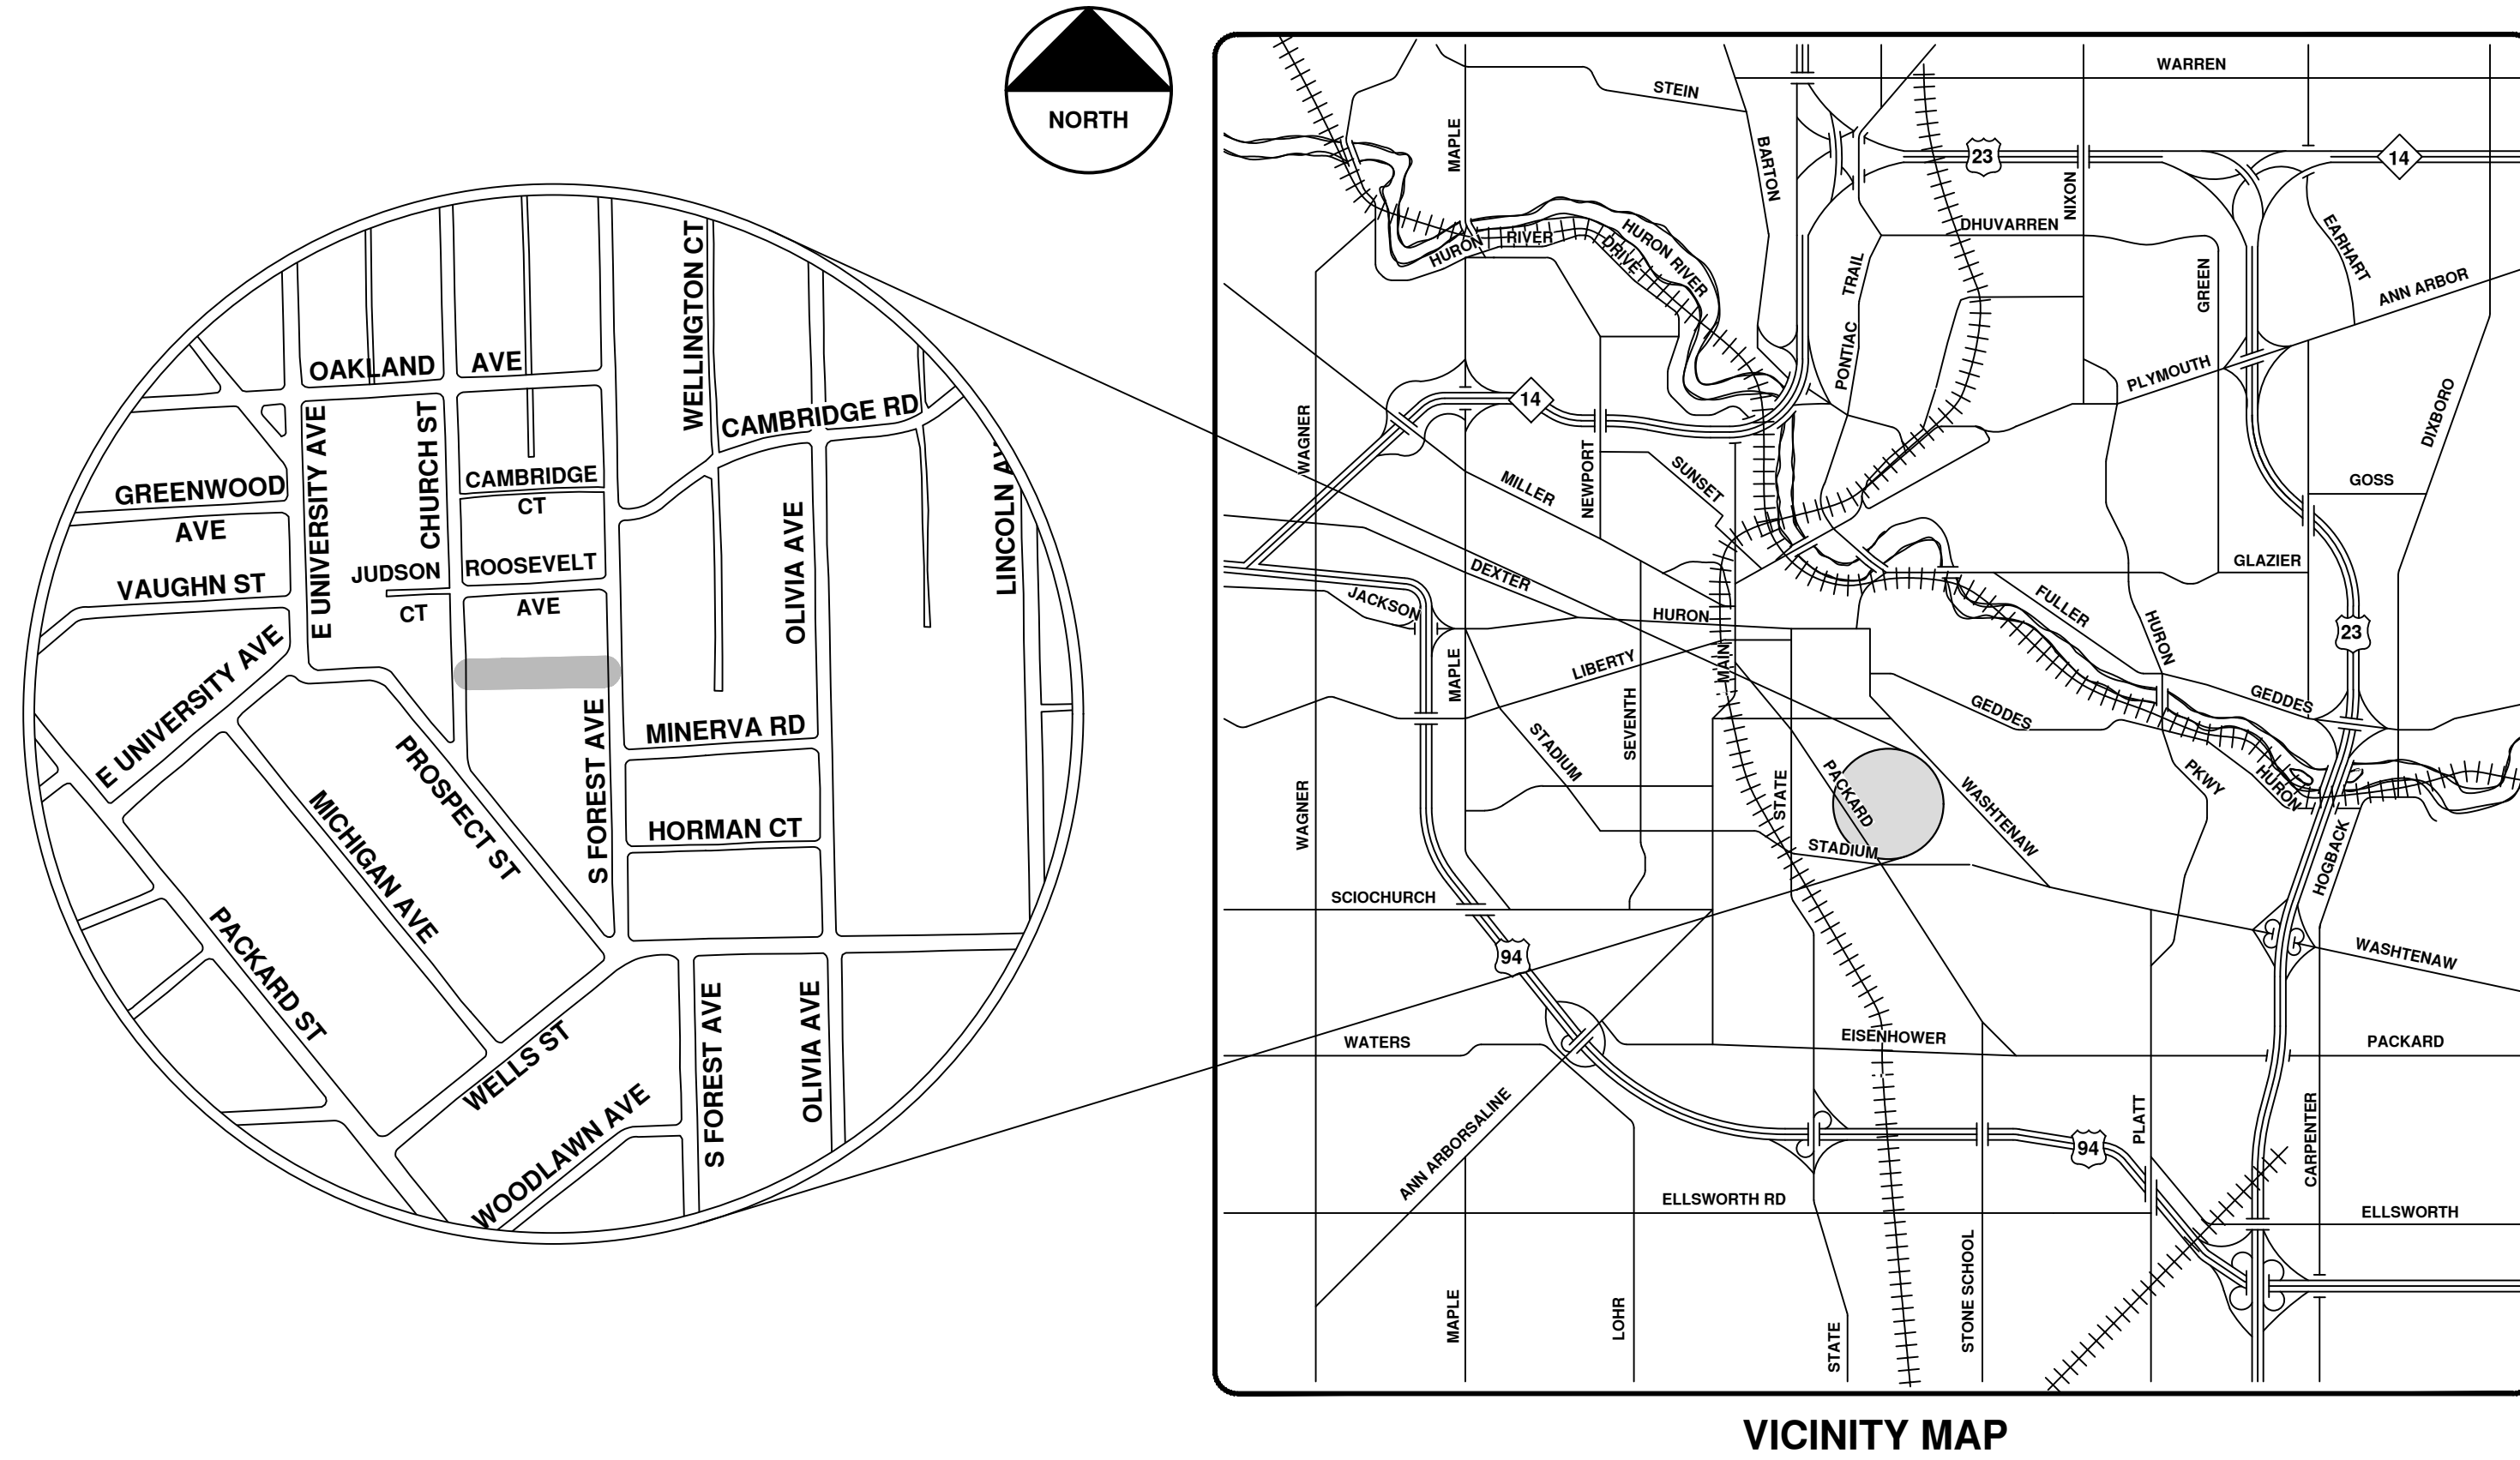 NORTH
WELLINGTON CT
OAKLAND AVE
CAMBRIDGE RD
E UNIVERSITY AVE
CHURCH ST
CAMBRIDGE
CT
GREENWOOD
AVE
OLIVIA AVE
LINCOLN AV
ROOSEVELT
AVE
JUDSON
CT
VAUGHN ST
E UNIVERSITY AVE
S FOREST AVE
MINERVA RD
PROSPECT ST
MICHIGAN AVE
HORMAN CT
PACKARD ST
WELLS ST
S FOREST AVE
OLIVIA AVE
WOODLAWN AVE
WARREN
STEIN
MAPLE
BARTON
23
14
NIXON
DHUVARREN
EARHART
HURON
RIVER
DRIVE
HURON RIVER
TRAIL
GREEN
ANN ARBOR
PONTIAC
PLYMOUTH
14
WAGNER
DIXBORO
NEWPORT
SUNSET
MILLER
GOSS
GLAZIER
DEXTER
JACKSON
HURON
FULLER
HURON
23
LIBERTY
MAIN
MAPLE
SEVENTH
GEDDES
GEDDES
STADIUM
STATE
PACKARD
WASHTENAW
PKWY
HURON
WAGNER
STADIUM
HOGBACK
SCIOCHURCH
94
WASHTENAW
WATERS
EISENHOWER
PACKARD
ANN ARBORSALINE
PLATT
CARPENTER
94
ELLSWORTH RD
ELLSWORTH
MAPLE
LOHR
STATE
STONE SCHOOL
VICINITY MAP